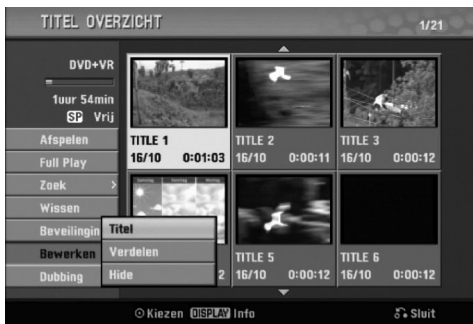 TITEL OVERZICHT 1/21
DVD+VR
1uur 54min
SP Vrij
Afspelen
Full Play
Zoek >
Wissen
Beveiligin
Bewerken
Dubbing
Titel
Verdelen
Hide
TITLE 1
16/10 0:01:03
TITLE 2
16/10 0:00:11
TITLE 3
16/10 0:00:12
2
TITLE 5
16/10 0:00:12
TITLE 6
16/10 0:00:12
Kiezen DISPLAY Info
Sluit